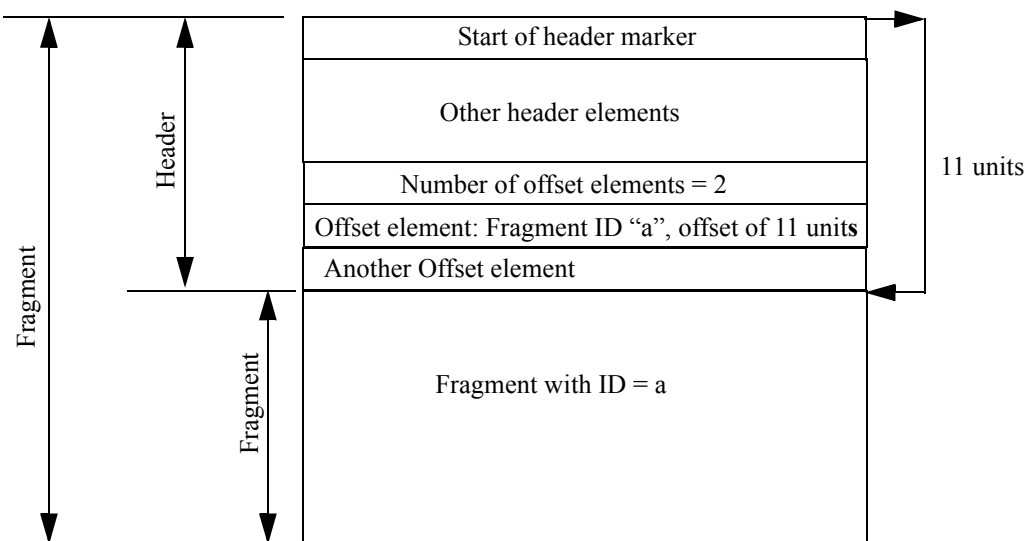 Start of header marker
Other header elements
Number of offset elements = 2
Offset element: Fragment ID “a”, offset of 11 units
Another Offset element
Fragment with ID = a
11 units
Header
Fragment
Fragment